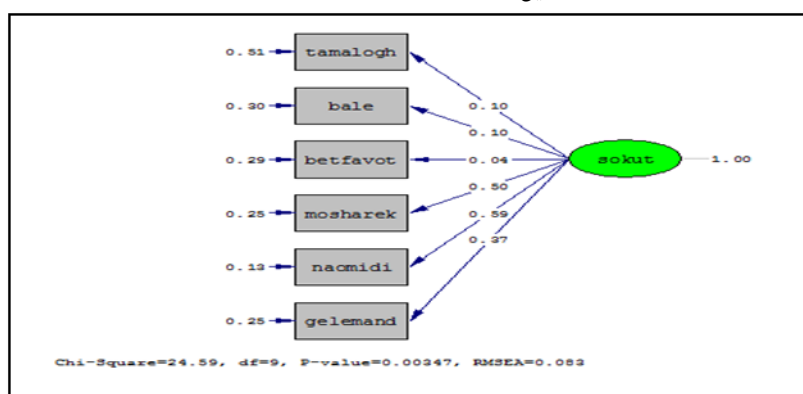 0.51 tamalogh 0.10
0.30 bale 0.10
0.29 betfavot 0.04 sokut 1.00
0.25 mosharek 0.50
0.13 naomidi 0.59
0.25 gelemand 0.37
Chi-Square=24.59, df=9, P-value=0.00347, RMSEA=0.083